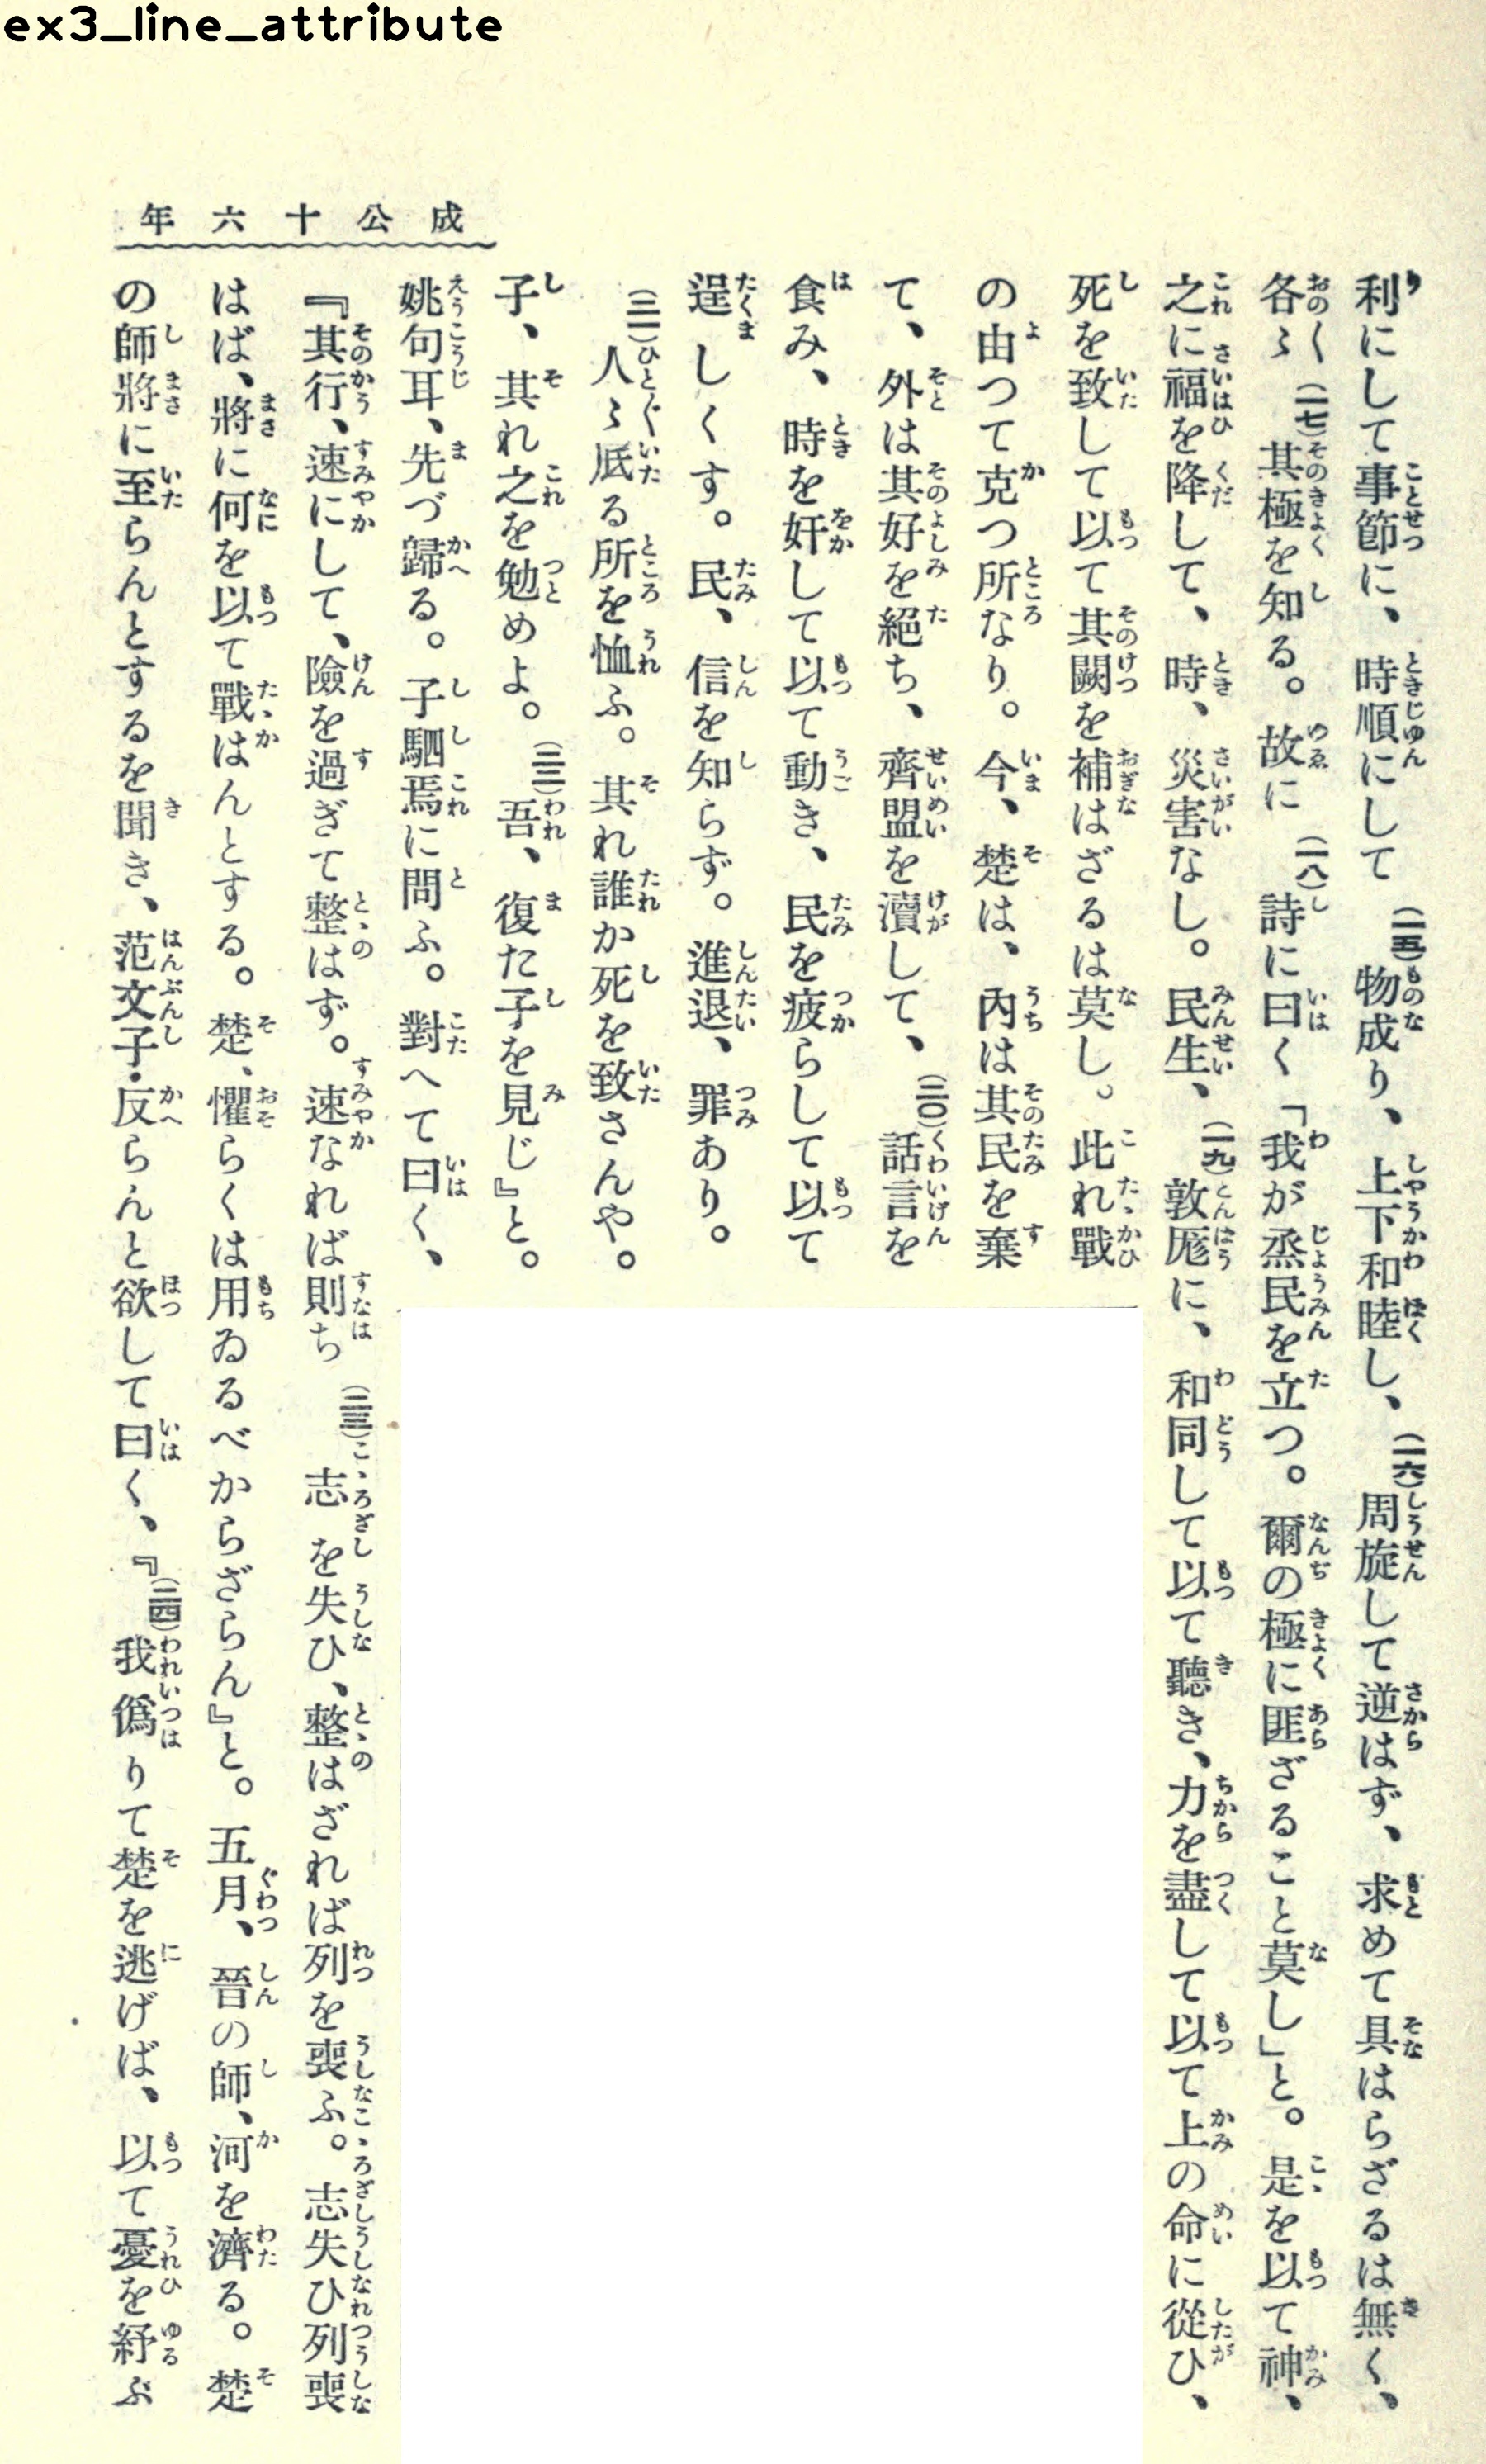 ex3_line_attribute
成公十六年
利にして事節に、時順にして(一五)物成り、上下和睦し、(一六)周旋して逆はず、求めて具はらざるは無く、
各〻〱(一七)其極を知る。故に(一八)詩に曰く「我が烝民を立つ。爾の極に匪ざること莫し」と。是を以て神、
之に福を降して、時、災害なし。民生、(一九)敦厖に、和同して以て聽き、力を盡して以て上の命に從ひ、
死を致して以て其闕を補はざるは莫し。此れ戰
の由つて克つ所なり。今、楚は、內は其民を棄
て、外は其好を絕ち、齊盟を瀆して、(二〇)話言を
食み、時を奸して以て動き、民を疲らして以て
逞しくす。民、信を知らず。進退、罪あり。
(二一)人〻底る所を恤ふ。其れ誰か死を致さんや。
子、其れ之を勉めよ。(二二)吾、復た子を見じ』と。
姚句耳、先づ歸る。子駟焉に問ふ。對へて曰く、
『其行、速にして、險を過ぎて整はず。速なれば則ち(二三)志を失ひ、整はざれば列を喪ふ。志失ひ列喪
はば、將に何を以て戰はんとする。楚、懼らくは用ゐるべからざらん』と。五月、晉の師、河を濟る。楚
の師將に至らんとするを聞き、范文子・反らんと欲して曰く、『(二四)我僞りて楚を逃げば、以て憂を紓ぶ